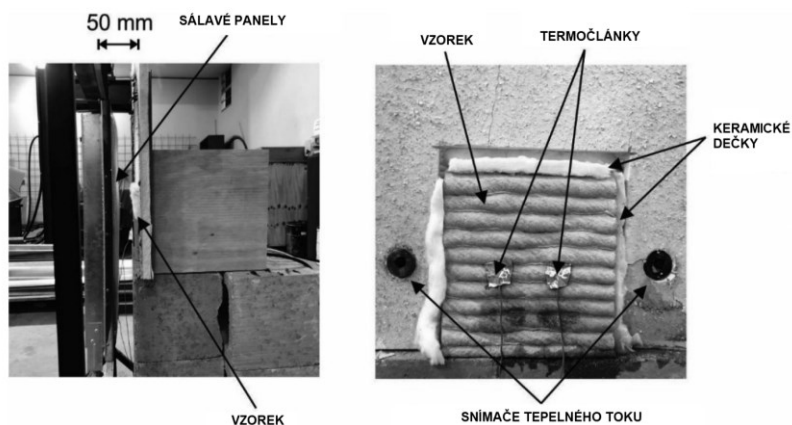 SÁLAVÉ PANELY
50 mm
VZOREK
VZOREK
TERMOČLÁNKY
KERAMICKÉ
DEČKY
SNÍMAČE TEPELNÉHO TOKU